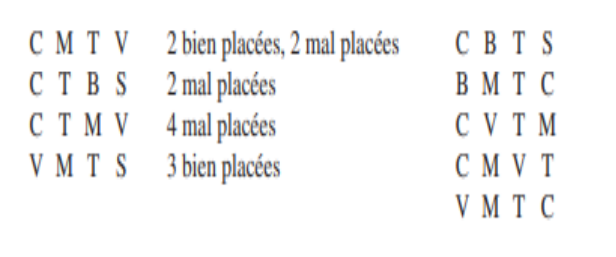 C M T V 2 bien placées, 2 mal placées C B T S
C T B S 2 mal placées B M T C
C T M V 4 mal placées C V T M
V M T S 3 bien placées C M V T
V M T C